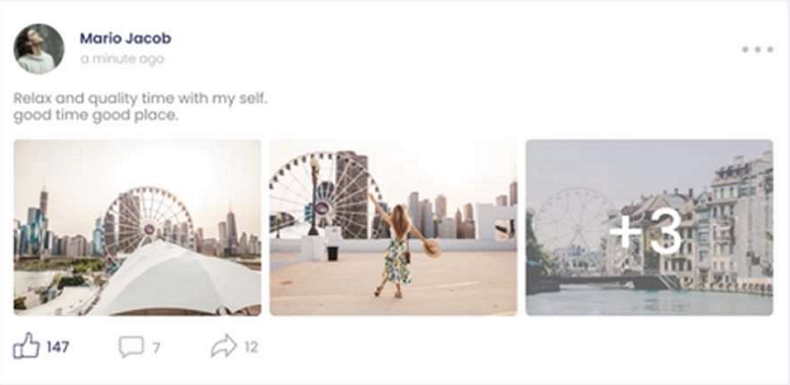 Mario Jacob
a minute ago
Relax and quality time with my self.
good time good place.
+3
147
7
12